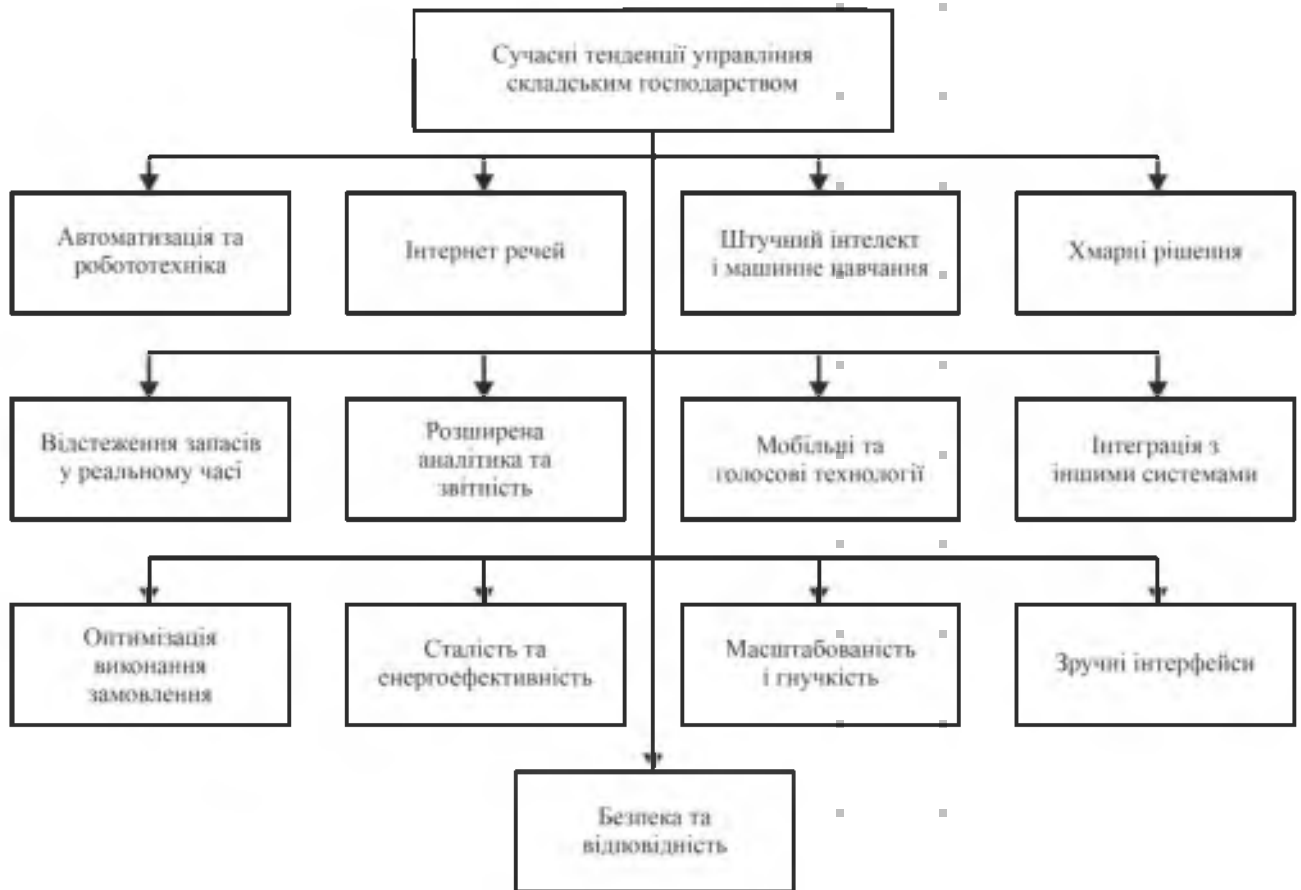 Сучасні тенденції управління
складським господарством
Автоматизація та
робототехніка
Інтернет речей
Штучний інтелект
і машинне навчання
Хмарні рішення
Відстеження запасів
у реальному часі
Розширена
аналітика та
звітність
Мобільні та
голосові технології
Інтеграція з
іншими системами
Оптимізація
виконання
замовлення
Сталість та
енергоефективність
Масштабованість
і гнучкість
Зручні інтерфейси
Безпека та
відповідність